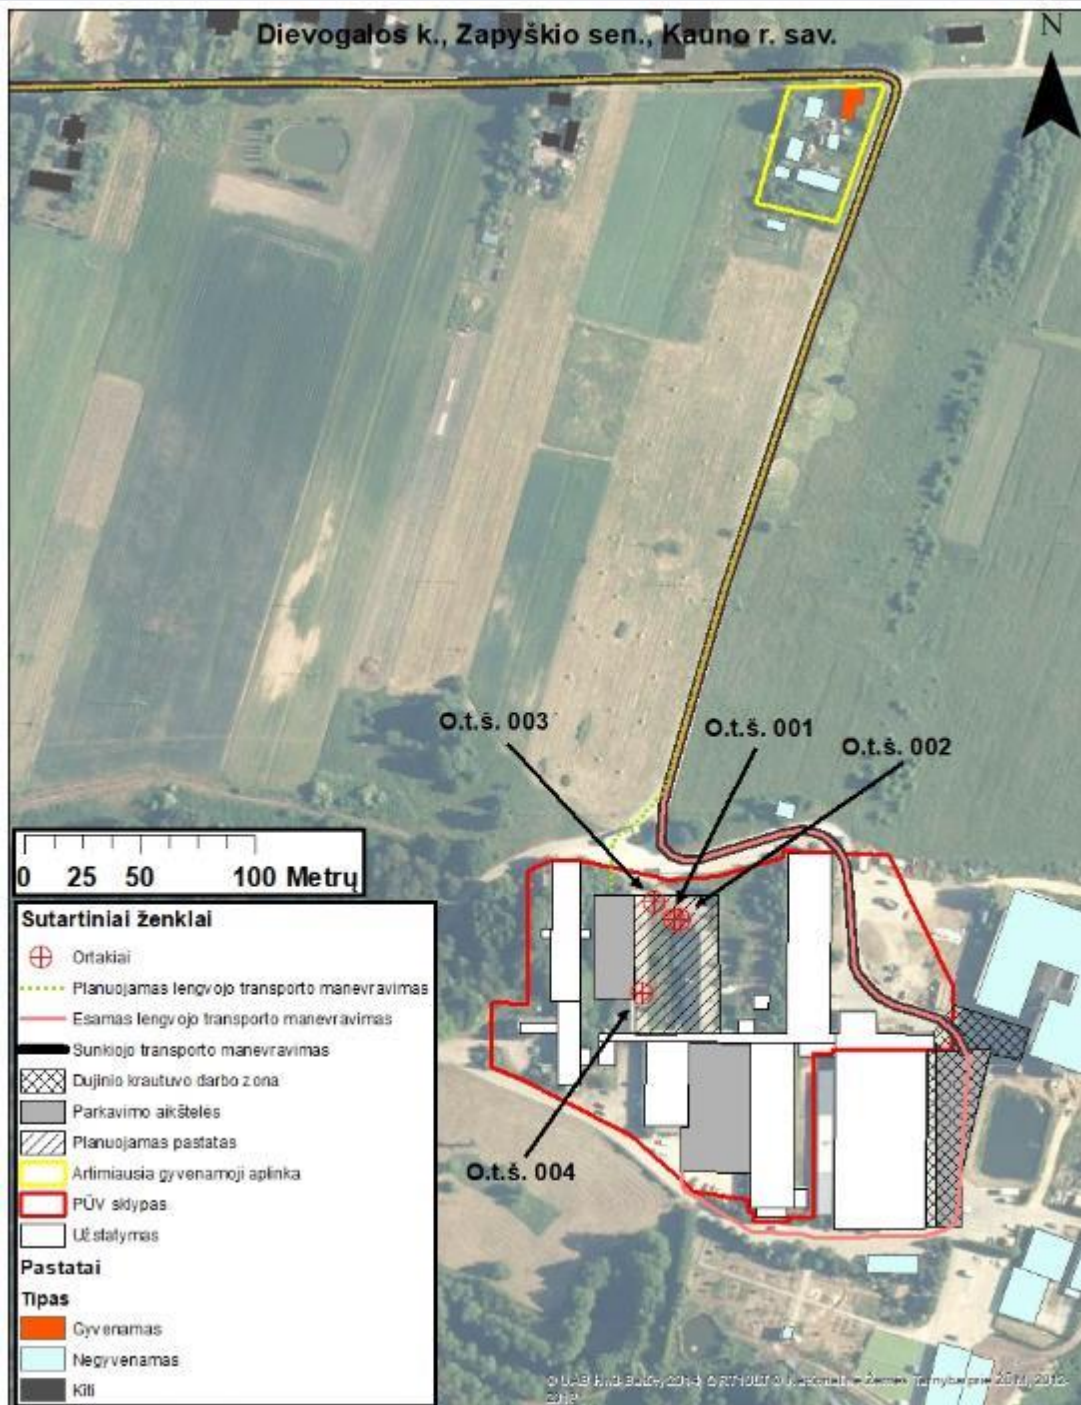 Dievogalos k., Zapyškio sen., Kauno r. sav.
N
O.t.š. 003
O.t.š. 001
O.t.š. 002
0 25 50 100 Metrų
O.t.š. 004
Sutartiniai ženklai
Ortakiai
Planuojamas lengvojo transporto manevravimas
Esamas lengvojo transporto manevravimas
Sunkiojo transporto manevravimas
Dujinio krautuvo darbo zona
Parkavimo aikštelės
Planuojamas pastatas
Artimiausia gyvenamoji aplinka
PŪV sklypas
Užstatymas
Pastatai
Tipas
Gyvenamas
Negyvenamas
Kiti